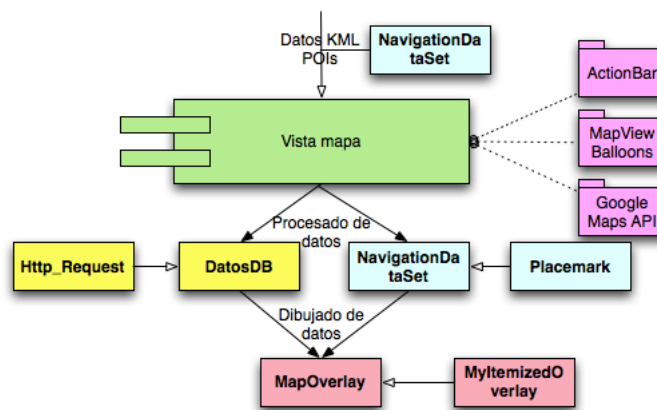 Datos KML
POIs
NavigationDa
taSet
ActionBar
Vista mapa
MapView
Balloons
Google
Maps API
Procesado de
datos
Http_Request
DatosDB
NavigationDa
taSet
Placemark
Dibujado de
datos
MapOverlay
MyItemizedO
verlay